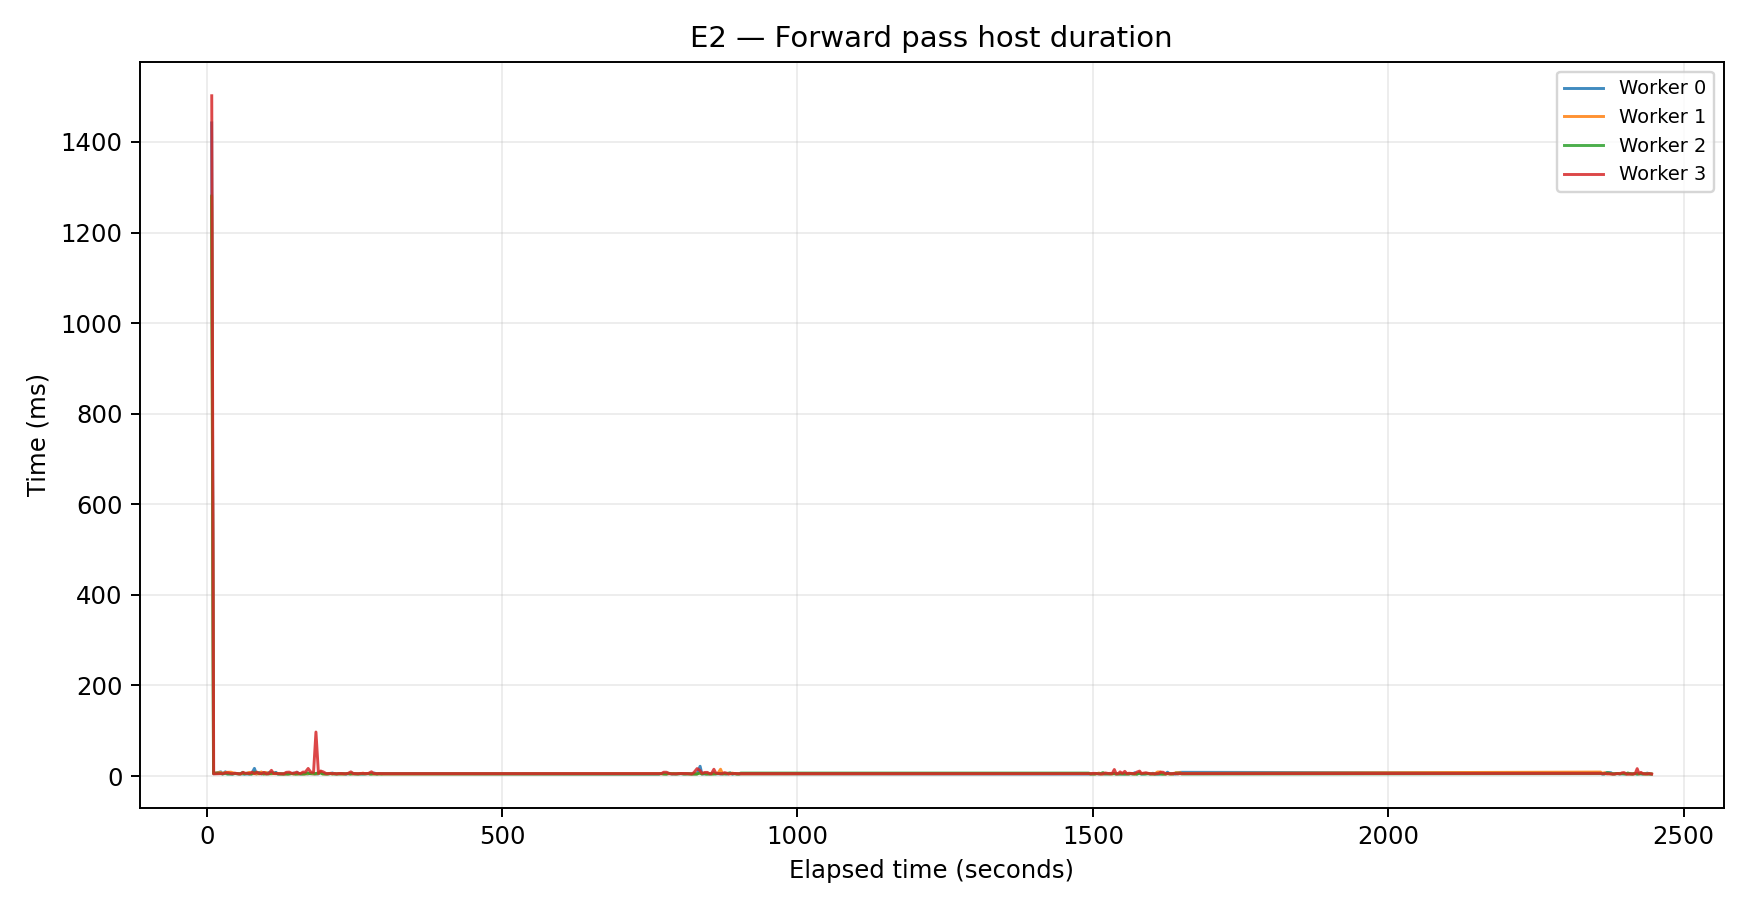 E2 — Forward pass host duration
Worker 0
Worker 1
Worker 2
Worker 3
Time (ms)
1400
1200
1000
800
600
400
200
0
0 500 1000 1500 2000 2500
Elapsed time (seconds)